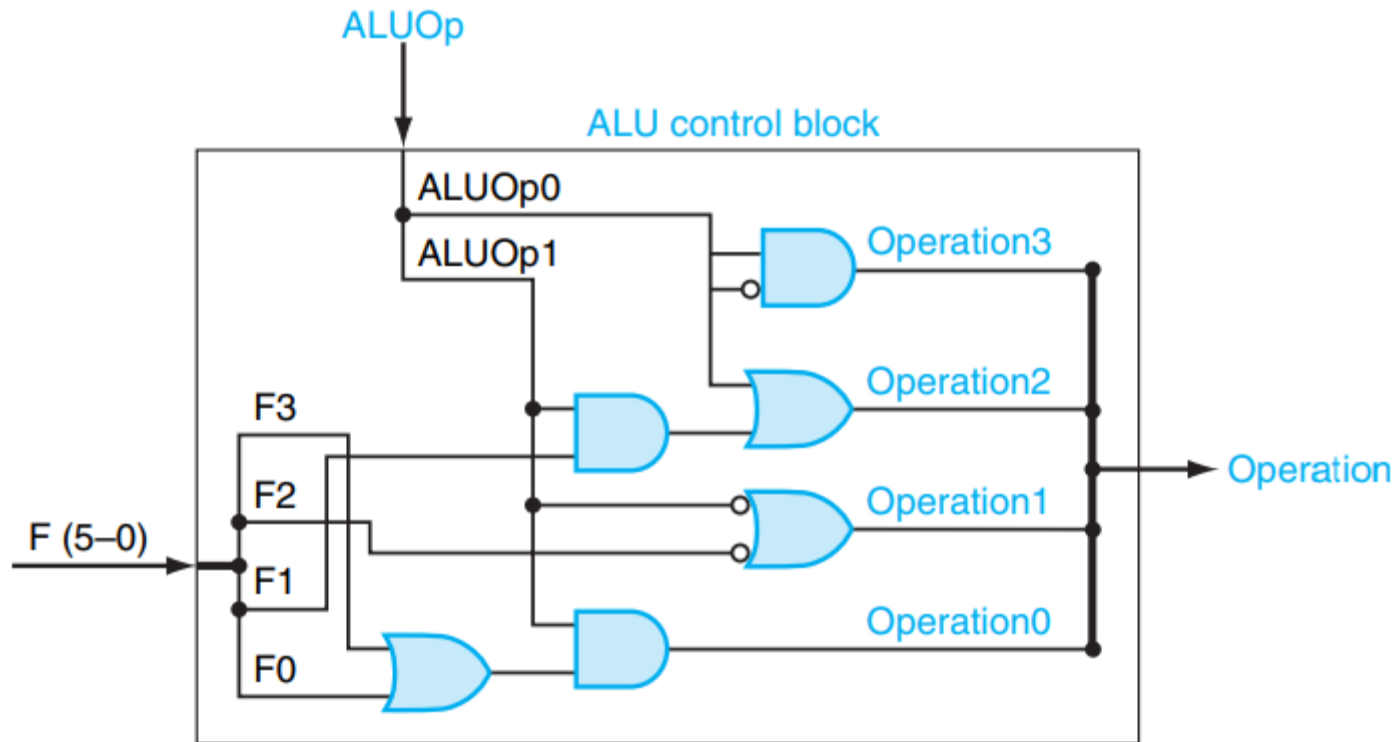 ALUOp
ALU control block
ALUOp0
ALUOp1
Operation3
Operation2
F3
F2
Operation1
Operation
F (5–0)
F1
Operation0
F0